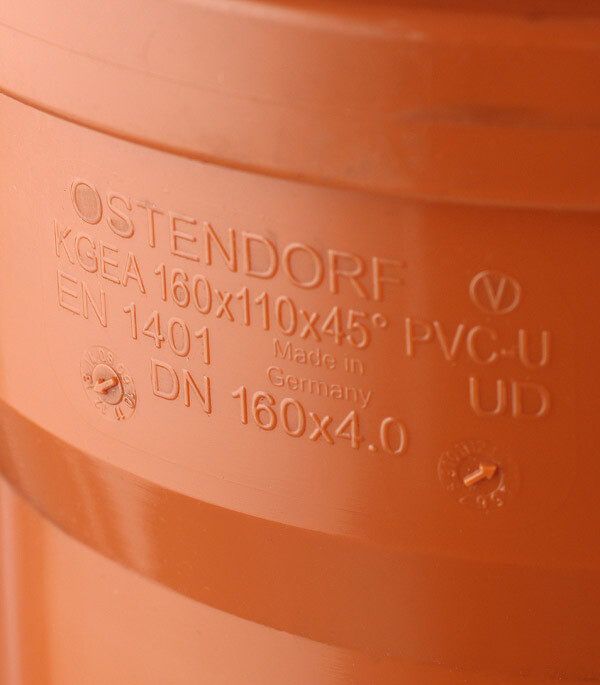 OSTENDORF
KGEA 160x110x45° PVC-U
EN 1401
Made in
Germany
DN 160x4.0
UD
V